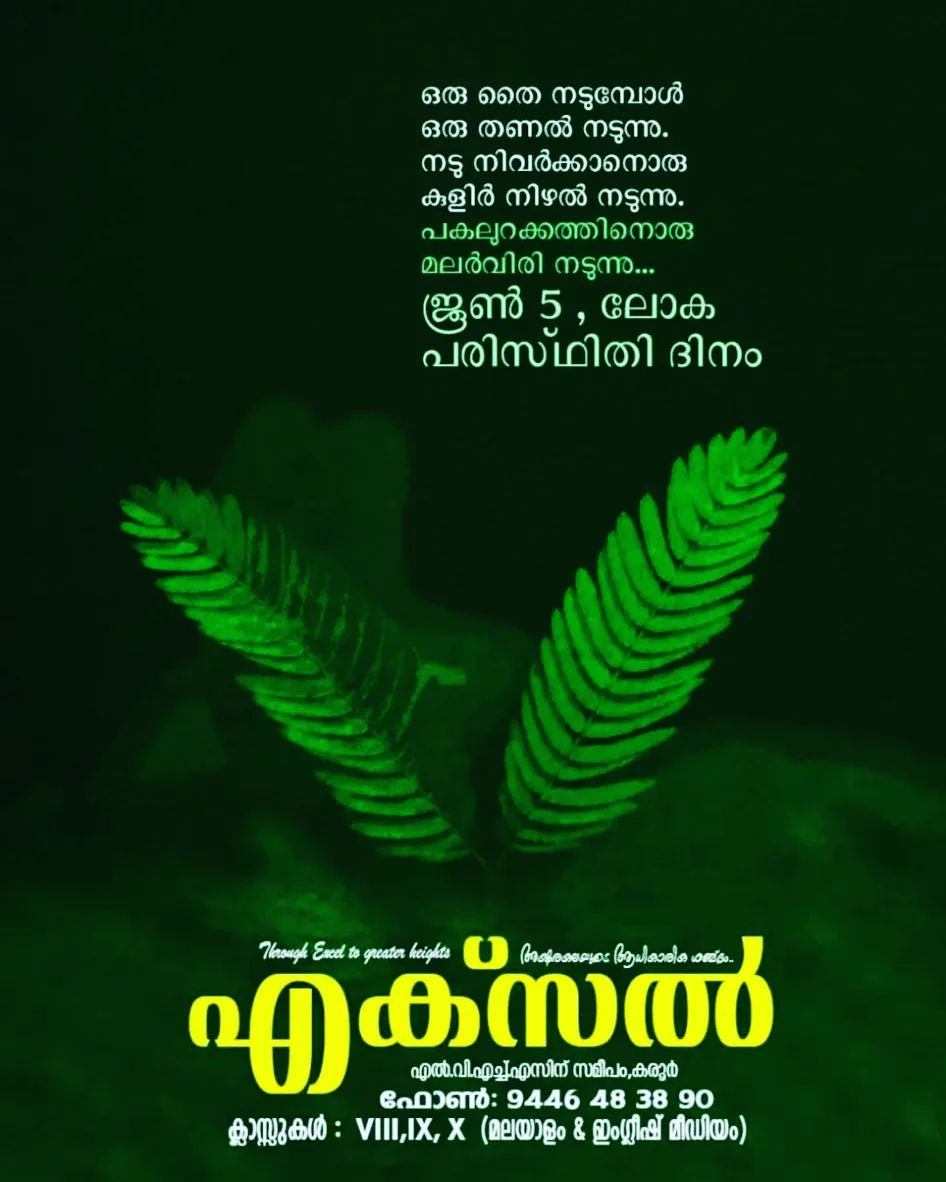 ഒരു തൈ നടുമ്പോൾ
ഒരു തണൽ നടുന്നു.
നടു നിവർക്കാനൊരു
കുളിർ നിഴൽ നടുന്നു.
പകലുറക്കത്തിനൊരു
മലർവിരി നടുന്നു...
ജൂൺ 5 , ലോക
പരിസ്ഥിതി ദിനം
Through Excel to greater heights
എക്സൽ
എൽ.വി.എച്ച്എസിന് സമീപം,കരൂർ
ഫോൺ: 9446 48 38 90
ക്ലാസ്സുകൾ : VIII,IX, X (മലയാളം & ഇംഗ്ലീഷ് മീഡിയം)